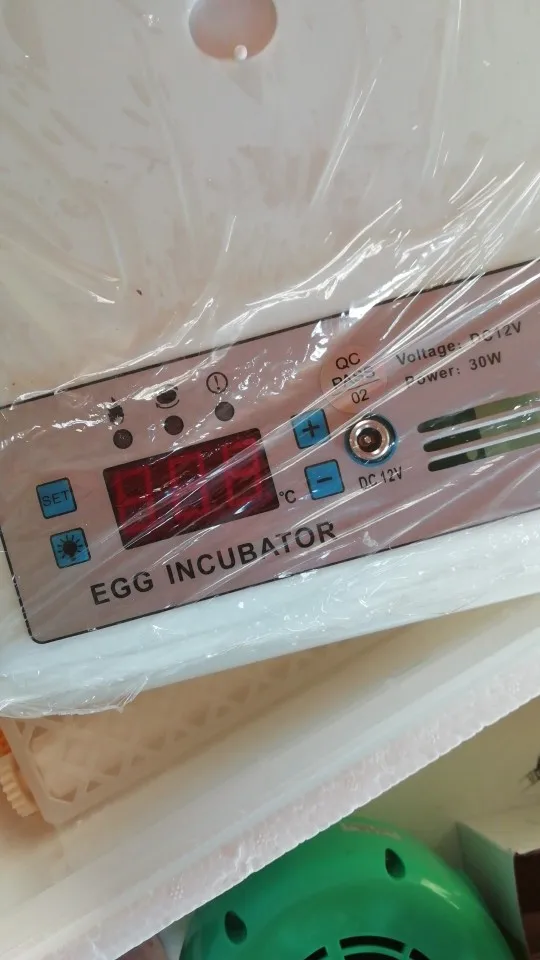 QC
PASS
02
Voltage: DC12V
Power: 30W
SET
+
-
°C
DC 12V
EGG INCUBATOR